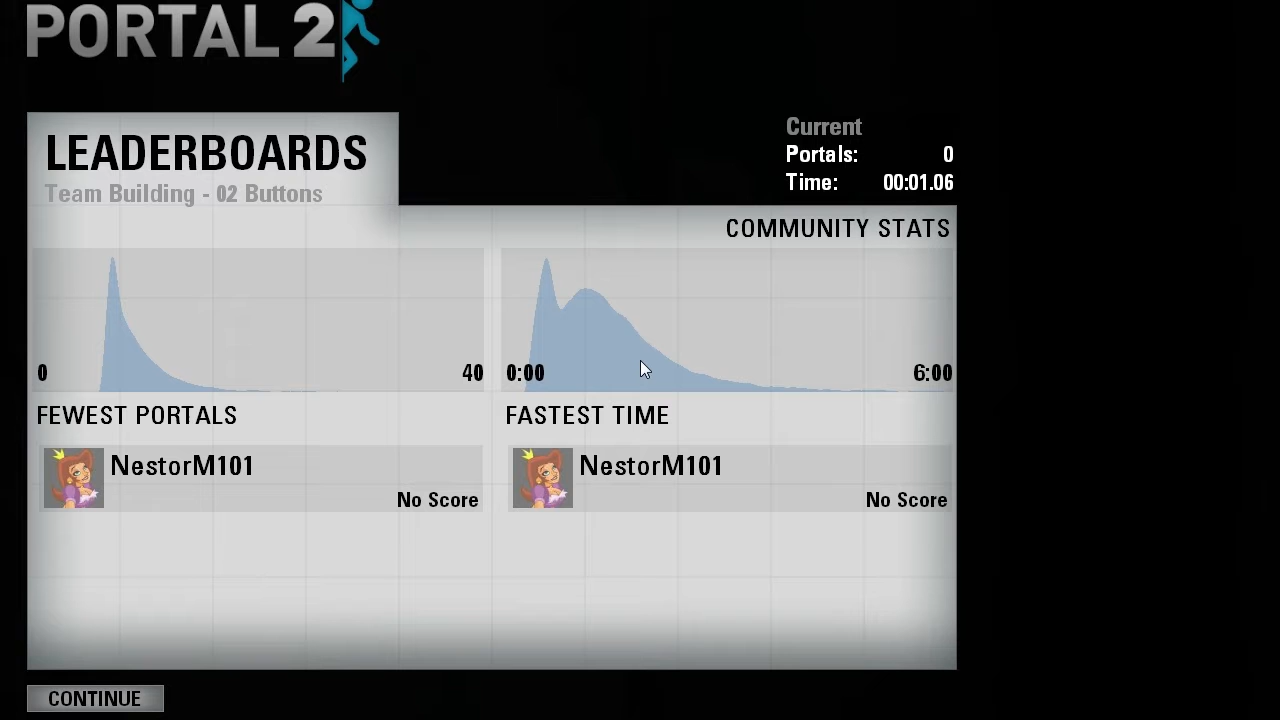 PORTAL 2
LEADERBOARDS
Team Building - 02 Buttons
Current
Portals: 0
Time: 00:01.06
COMMUNITY STATS
0 40
0:00 6:00
FEWEST PORTALS
FASTEST TIME
NestorM101
No Score
NestorM101
No Score
CONTINUE